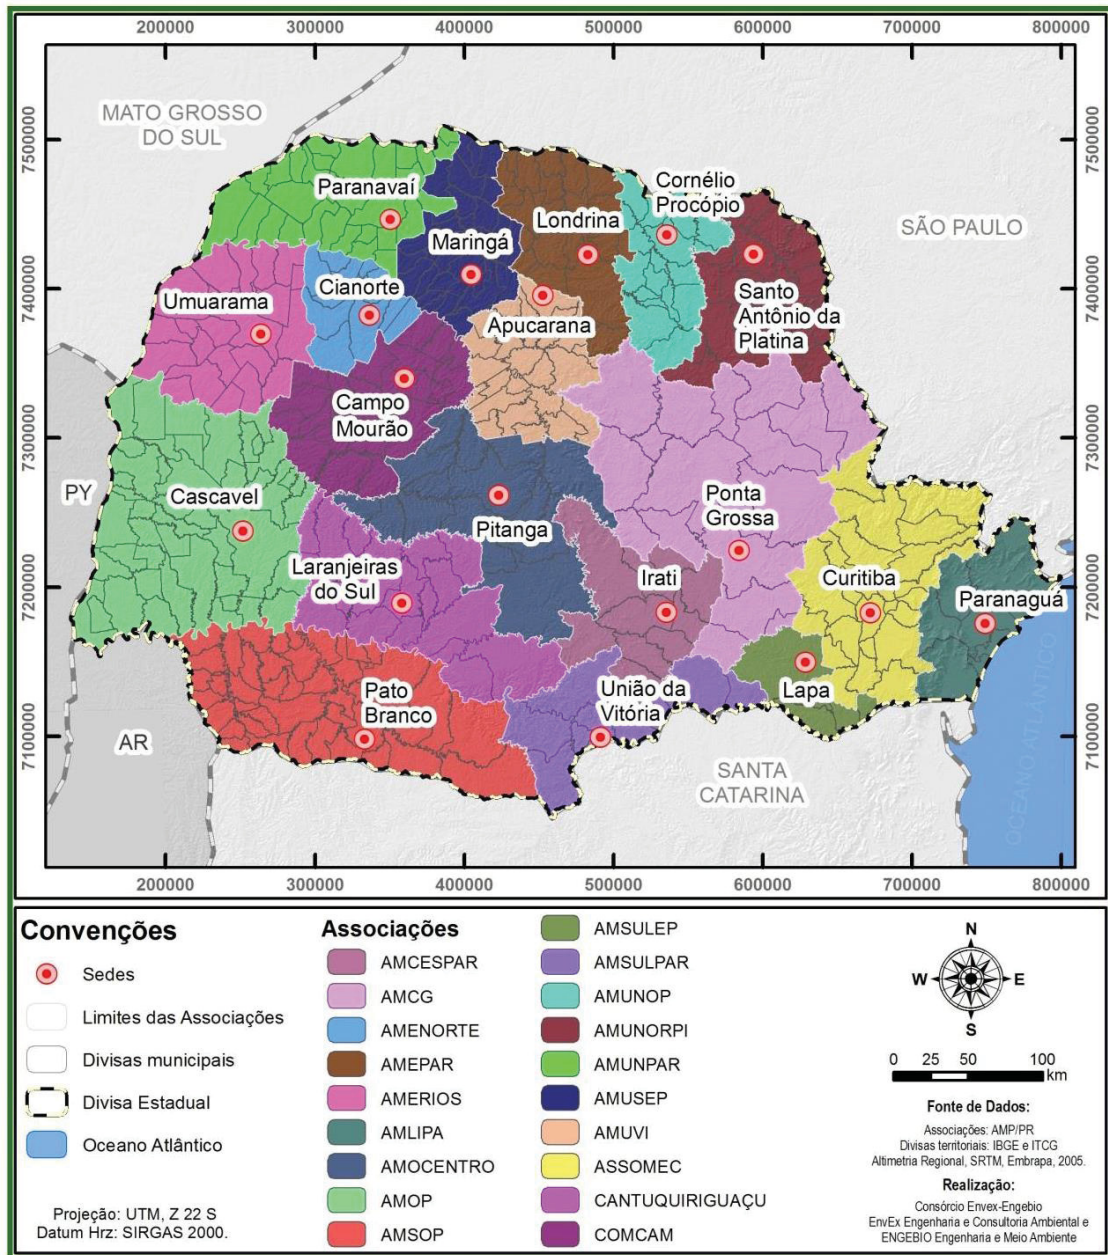 200000 300000 400000 500000 600000 700000 800000
7500000
7400000
7300000
7200000
7100000
7500000
7400000
7300000
7200000
7100000
MATO GROSSO
DO SUL
SÃO PAULO
PY
AR
SANTA
CATARINA
OCEANO ATLÂNTICO
Paranavaí
Maringá
Londrina
Cornélio
Procópio
Umuarama
Cianorte
Apucarana
Santo
Antônio da
Platina
Campo
Mourão
Cascavel
Pitanga
Ponta
Grossa
Laranjeiras
do Sul
Irati
Curitiba
Paranaguá
Pato
Branco
União da
Vitória
Lapa
200000 300000 400000 500000 600000 700000 800000
Convenções
Sedes
Limites das Associações
Divisas municipais
Divisa Estadual
Oceano Atlântico
Projeção: UTM, Z 22 S
Datum Hrz: SIRGAS 2000.
Associações
AMCESPAR
AMCG
AMENORTE
AMEPAR
AMERIOS
AMLIPA
AMOCENTRO
AMOP
AMSOP
AMSULEP
AMSULPAR
AMUNOP
AMUNORPI
AMUNPAR
AMUSEP
AMUVI
ASSOMEC
CANTUQUIRIGUAÇU
COMCAM
N
W E
S
0 25 50 100
km
Fonte de Dados:
Associações: AMP/PR
Divisas territoriais: IBGE e ITCG
Altimetria Regional, SRTM, Embrapa, 2005.
Realização:
Consórcio Envex-Engebio
EnvEx Engenharia e Consultoria Ambiental e
ENGEBIO Engenharia e Meio Ambiente